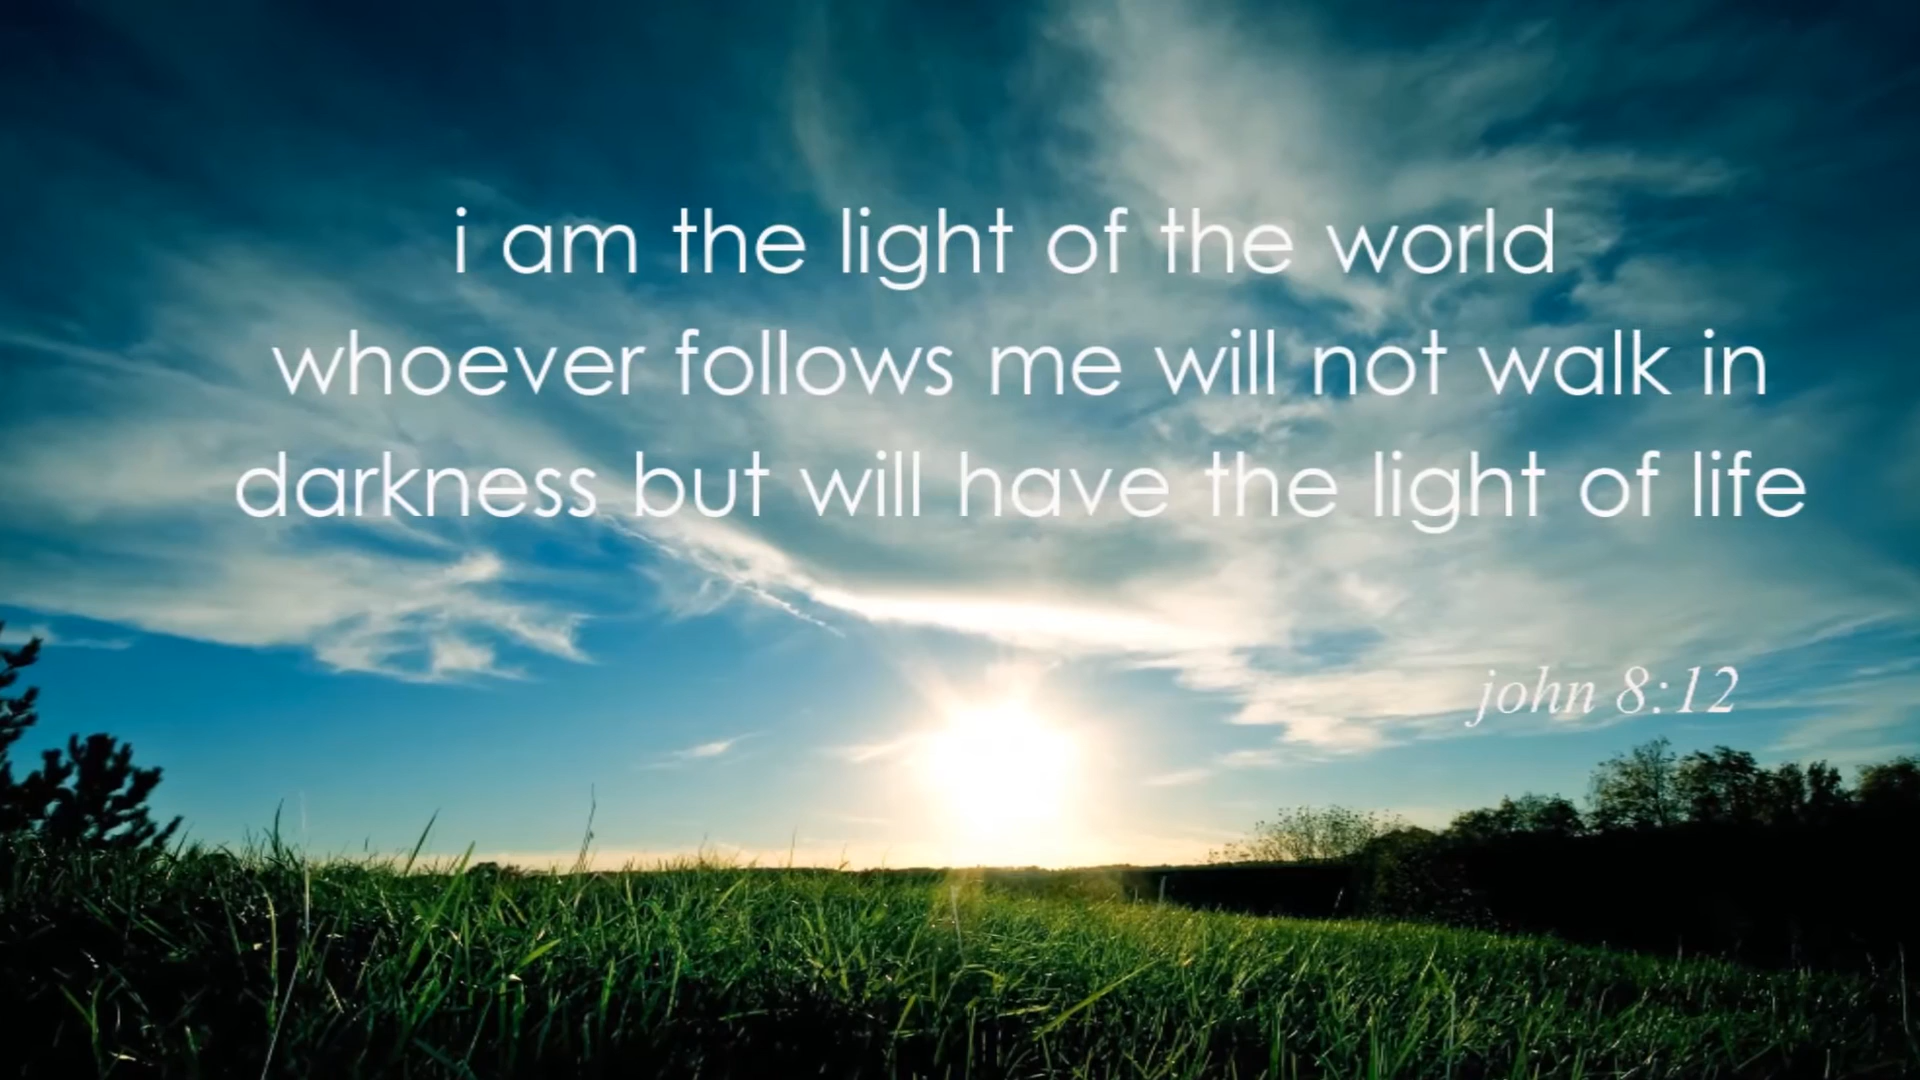 i am the light of the world
whoever follows me will not walk in
darkness but will have the light of life
john 8:12